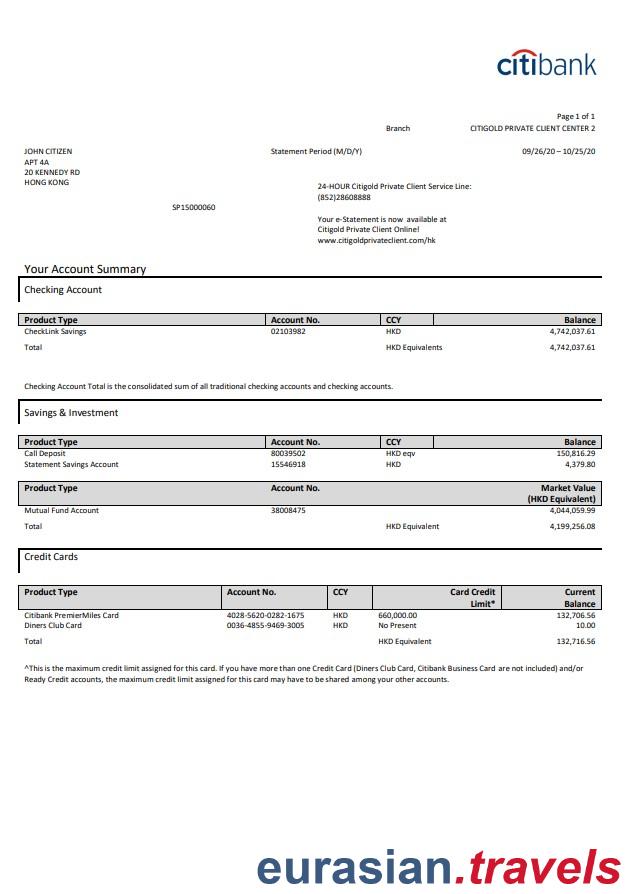 citibank
Page 1 of 1
Branch CITIGOLD PRIVATE CLIENT CENTER 2
JOHN CITIZEN Statement Period (M/D/Y) 09/26/20 – 10/25/20
APT 4A
20 KENNEDY RD
HONG KONG
24-HOUR Citigold Private Client Service Line:
(852)28608888
SP15000060
Your e-Statement is now available at
Citigold Private Client Online!
www.citigoldprivateclient.com/hk
Your Account Summary
Checking Account
Product Type Account No. CCY Balance
CheckLink Savings 02103982 HKD 4,742,037.61
Total HKD Equivalents 4,742,037.61
Checking Account Total is the consolidated sum of all traditional checking accounts and checking accounts.
Savings & Investment
Product Type Account No. CCY Balance
Call Deposit 80039502 HKD eqv 150,816.29
Statement Savings Account 15546918 HKD 4,379.80
Product Type Account No. Market Value
(HKD Equivalent)
Mutual Fund Account 38008475 4,044,059.99
Total HKD Equivalent 4,199,256.08
Credit Cards
Product Type Account No. CCY Card Credit Current
Limit* Balance
Citibank PremierMiles Card 4028-5620-0282-1675 HKD 660,000.00 132,706.56
Diners Club Card 0036-4855-9469-3005 HKD No Present 10.00
Total HKD Equivalent 132,716.56
^This is the maximum credit limit assigned for this card. If you have more than one Credit Card (Diners Club Card, Citibank Business Card are not included) and/or
Ready Credit accounts, the maximum credit limit assigned for this card may have to be shared among your other accounts.
eurasian.travels